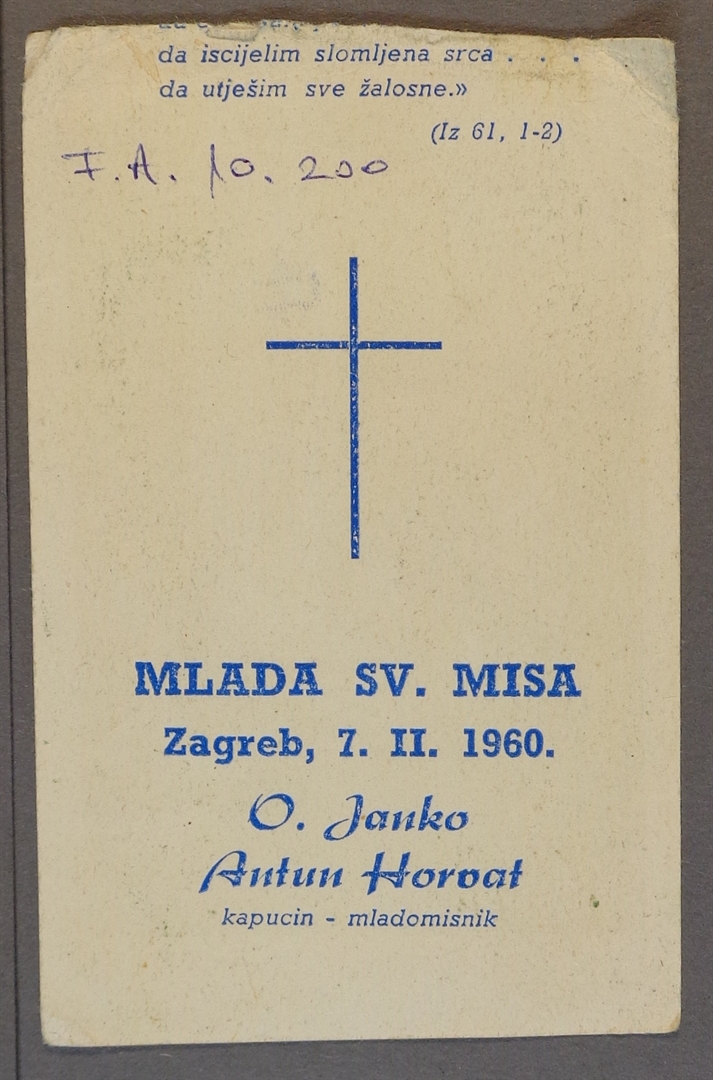 da iscijelim slomljena srca . . .
da utješim sve žalosne.»
(Iz 61, 1-2)
F.A. 10. 200
MLADA SV. MISA
Zagreb, 7. II. 1960.
O. Janko
Antun Horvat
kapucin - mladomisnik